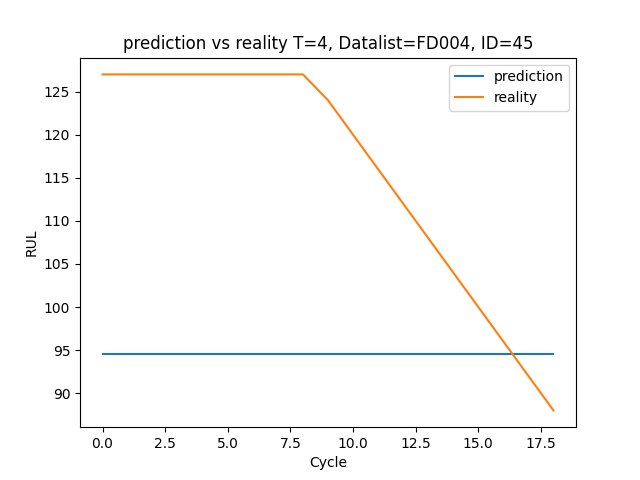 prediction vs reality T=4, Datalist=FD004, ID=45
prediction
reality
RUL
125
120
115
110
105
100
95
90
0.0 2.5 5.0 7.5 10.0 12.5 15.0 17.5
Cycle